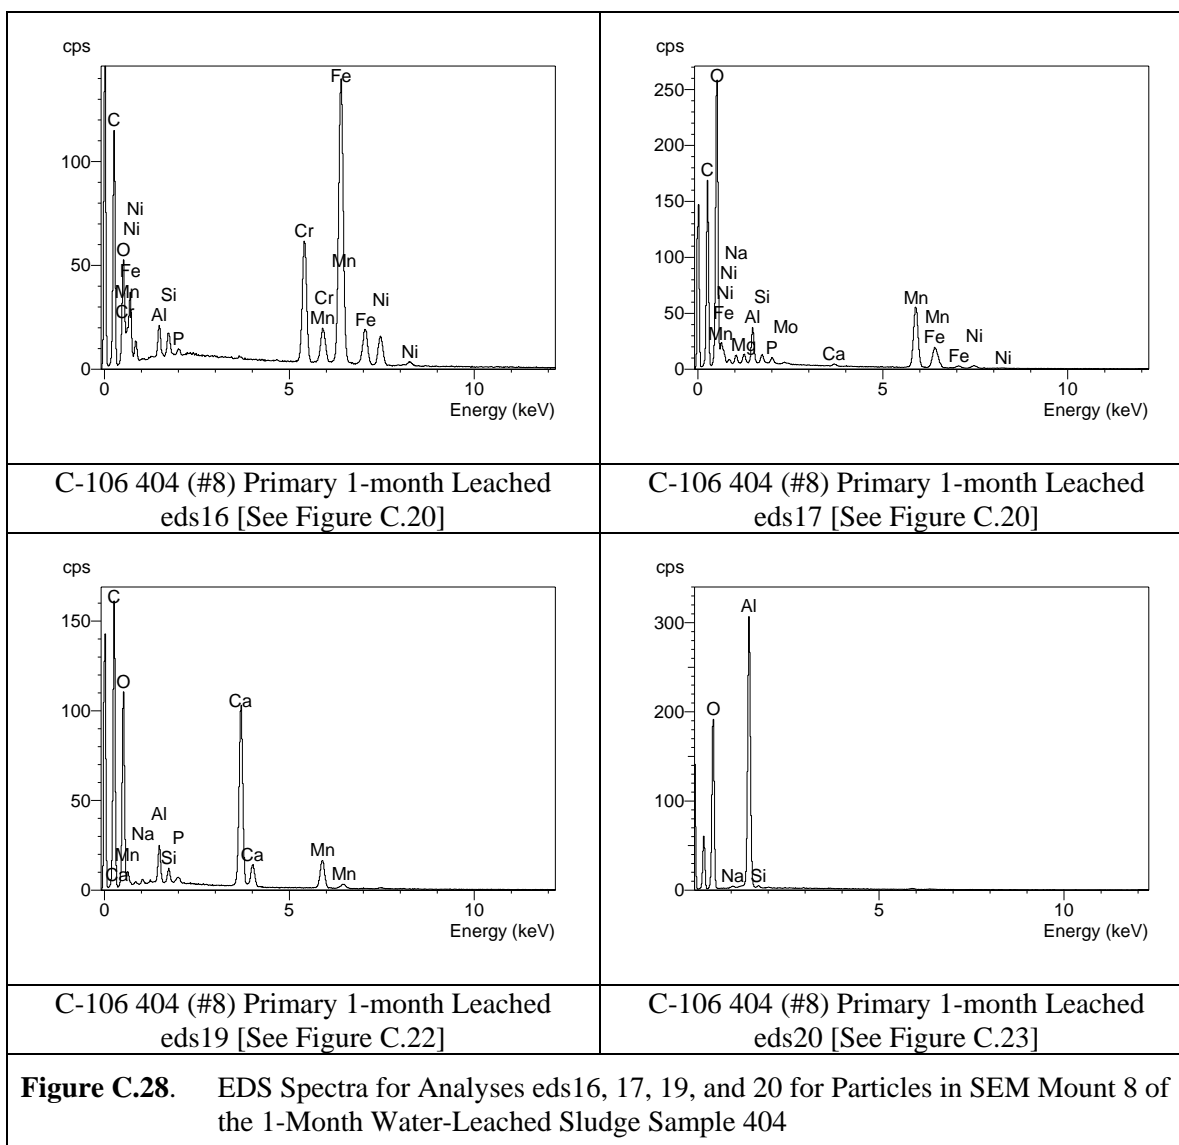 cps
Fe
C
100
Ni
Ni
Cr
O
Fe
Mn
50
Mn
Si
Cr
Ni
Cr
Al
Mn
Fe
P
Ni
0
0
5
10
Energy (keV)
C-106 404 (#8) Primary 1-month Leached
eds16 [See Figure C.20]
cps
O
250
200
C
150
100
Na
Ni
Ni
Si
Mn
50
Fe
Al
Mn
Mo
Ni
Mn
Fe
Mg
P
Ca
Fe
Ni
0
0
5
10
Energy (keV)
C-106 404 (#8) Primary 1-month Leached
eds17 [See Figure C.20]
cps
C
150
O
Ca
100
50
Al
Na
P
Mn
Si
Ca
Mn
Ca
Mn
0
0
5
10
Energy (keV)
C-106 404 (#8) Primary 1-month Leached
eds19 [See Figure C.22]
cps
Al
300
O
200
100
Na
Si
0
5
10
Energy (keV)
C-106 404 (#8) Primary 1-month Leached
eds20 [See Figure C.23]
Figure C.28. EDS Spectra for Analyses eds16, 17, 19, and 20 for Particles in SEM Mount 8 of
the 1-Month Water-Leached Sludge Sample 404